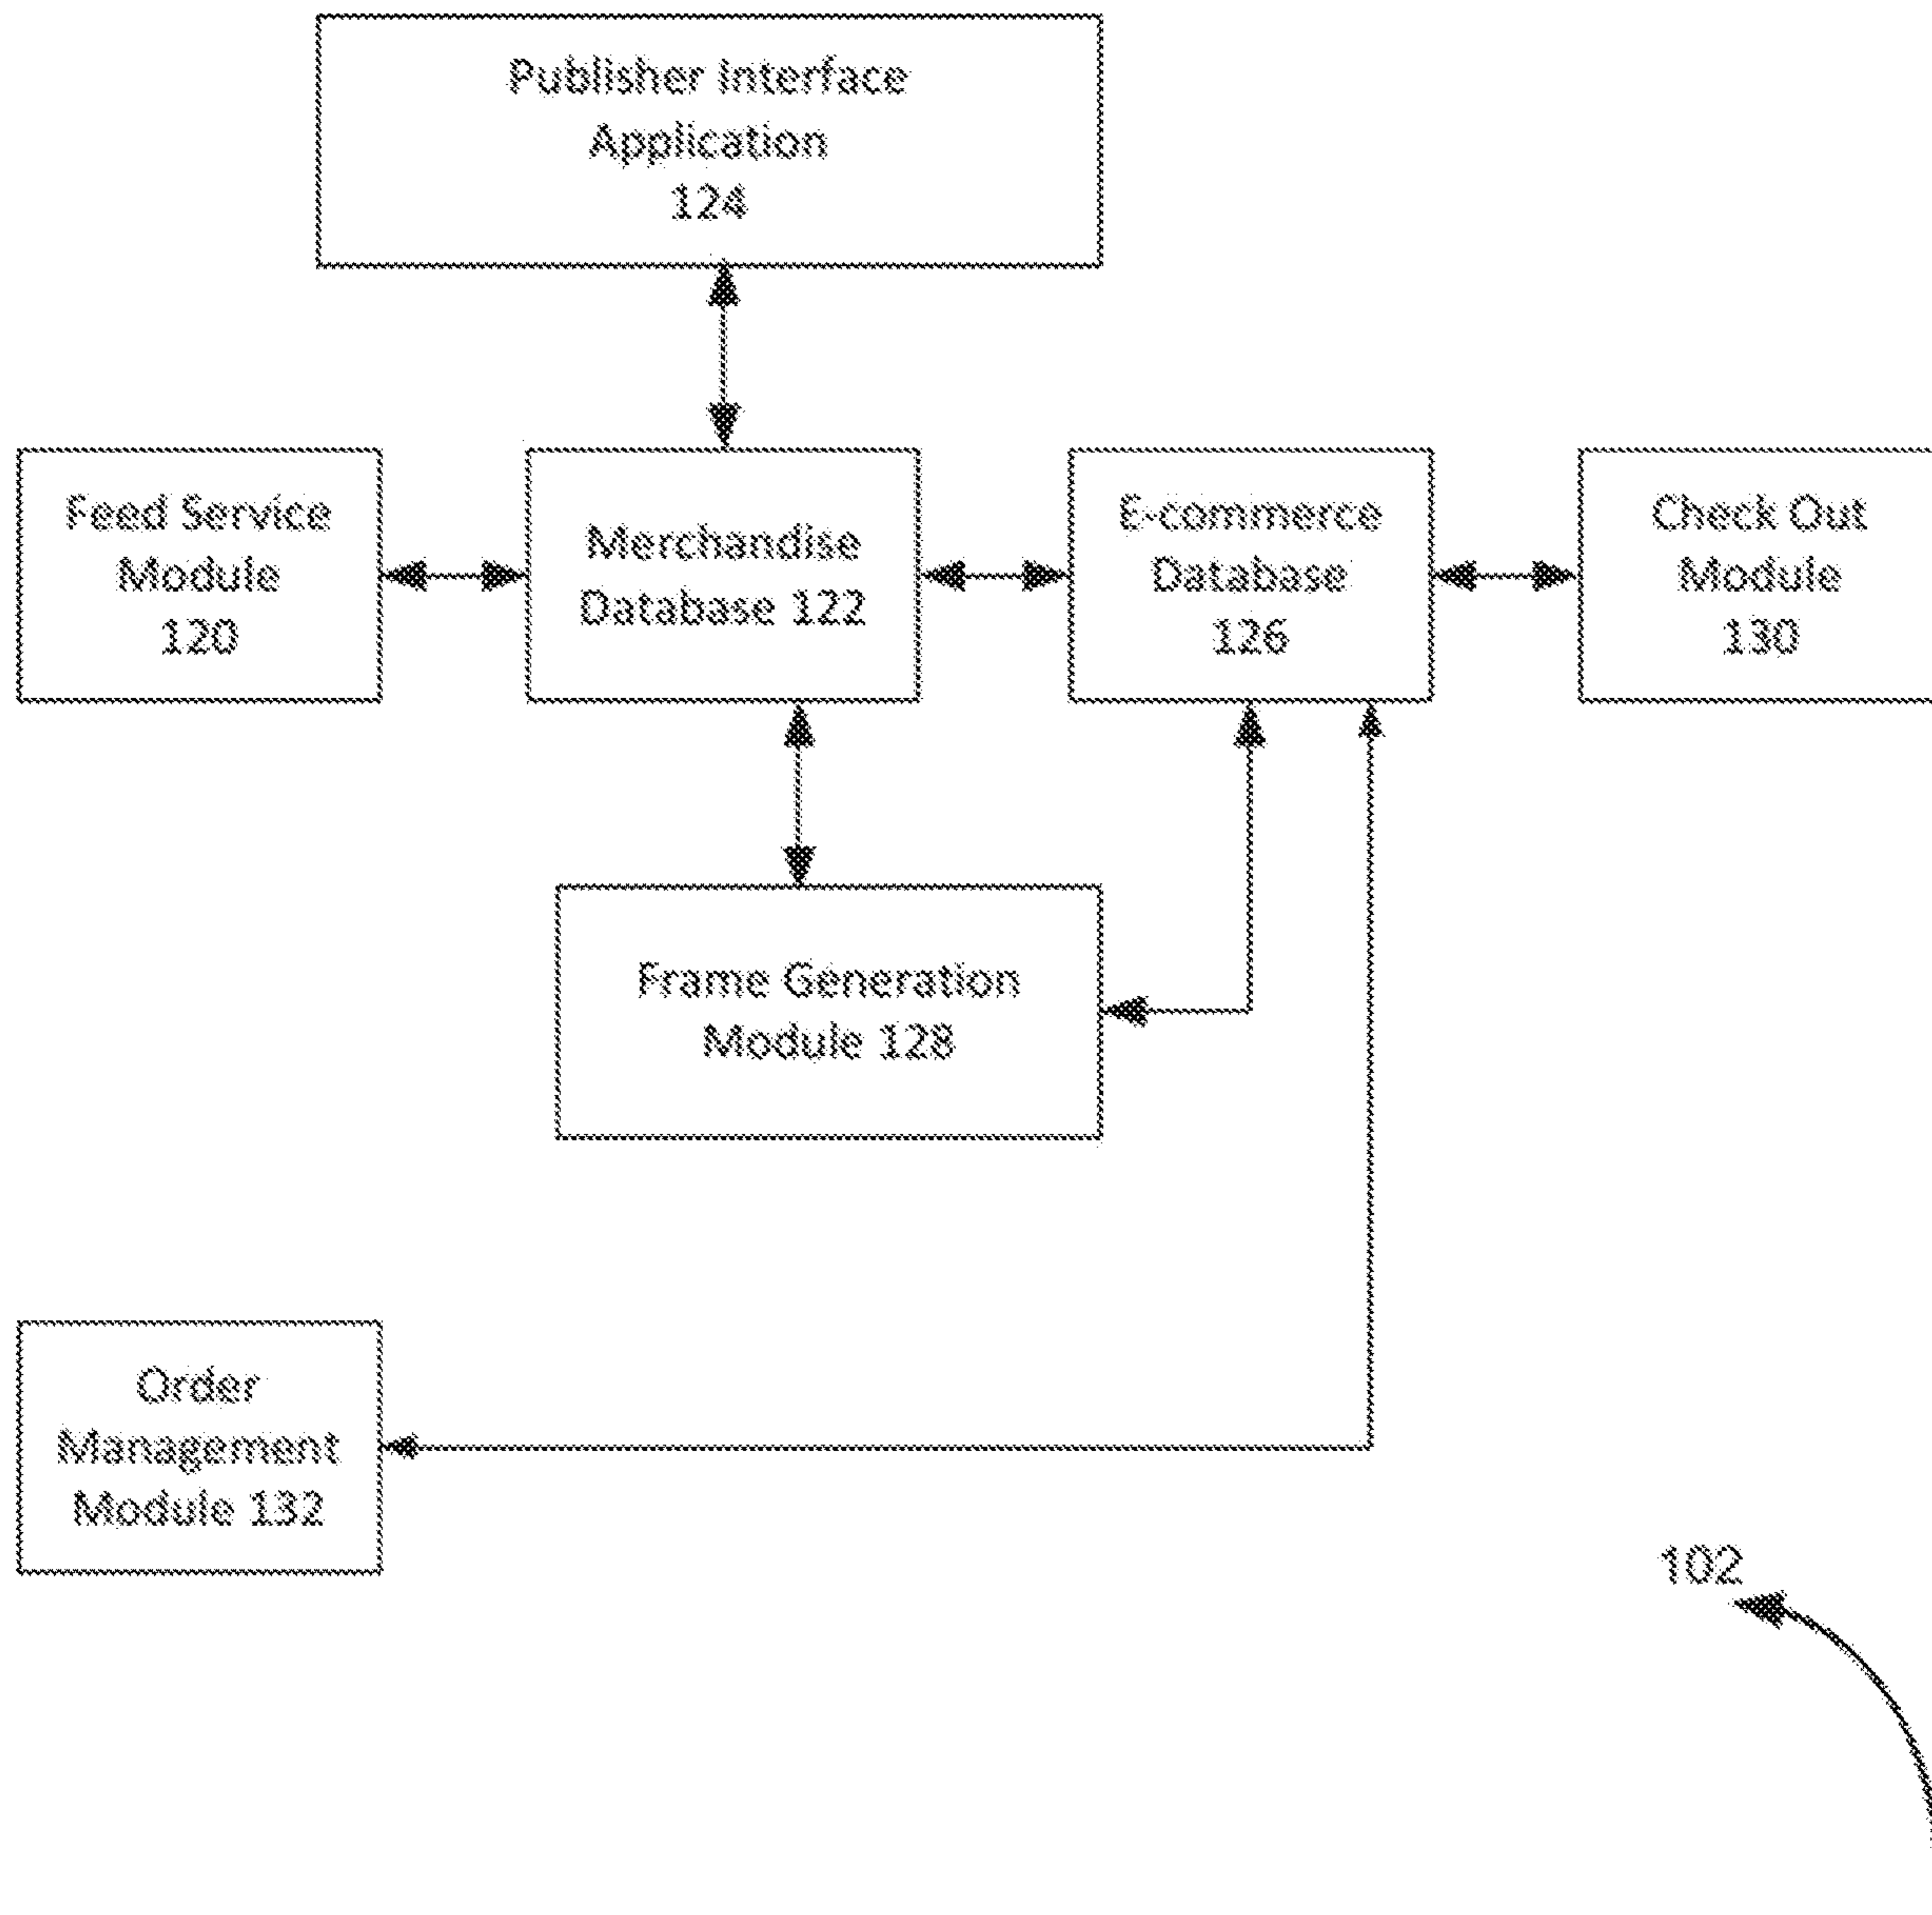 Publisher Interface
Application
124
Feed Service
Module
120
Merchandise
Database 122
E-commerce
Database
126
Check Out
Module
130
Frame Generation
Module 128
Order
Management
Module 132
102